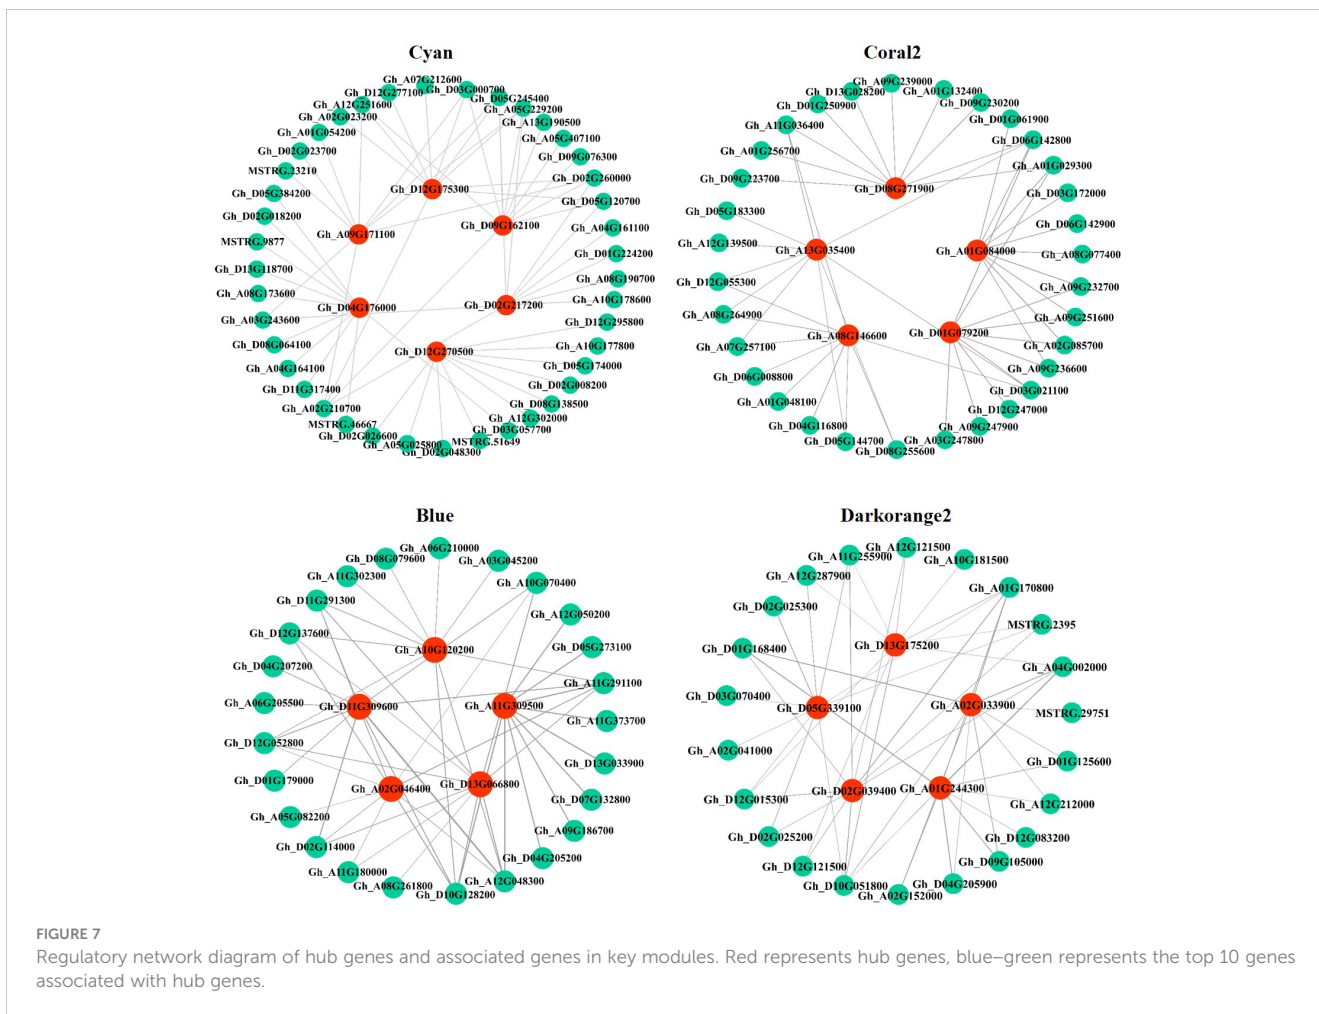 Cyan
Gh_A07G212600
Gh_D12G277100
Gh_D03G000700
Gh_D05G245400
Gh_A12G251600
Gh_A05G229200
Gh_A02G023200
Gh_A13G190500
Gh_A01G054200
Gh_A05G407100
Gh_D02G023700
Gh_D09G076300
MSTRG.23210
Gh_D02G260000
Gh_D12G175300
Gh_D05G384200
Gh_D05G120700
Gh_D02G018200
Gh_D09G162100
Gh_A04G161100
Gh_A09G171100
MSTRG.9877
Gh_D01G224200
Gh_D13G118700
Gh_A08G190700
Gh_A08G173600
Gh_A10G178600
Gh_D04G176000
Gh_D02G217200
Gh_A03G243600
Gh_D12G295800
Gh_D08G064100
Gh_A10G177800
Gh_D12G270500
Gh_A04G164100
Gh_D05G174000
Gh_D11G317400
Gh_D02G008200
Gh_A02G210700
Gh_D08G138500
MSTRG.46667
Gh_A12G302000
Gh_D02G026600
Gh_D03G057700
Gh_A05G025800
MSTRG.51649
Gh_D02G048300
Coral2
Gh_A09G239000
Gh_D13G028200
Gh_A01G132400
Gh_D01G250900
Gh_D09G230200
Gh_A11G036400
Gh_D01G061900
Gh_D06G142800
Gh_A01G256700
Gh_A01G029300
Gh_D09G223700
Gh_D08G271900
Gh_D03G172000
Gh_D05G183300
Gh_D06G142900
Gh_A12G139500
Gh_A13G035400
Gh_A01G084000
Gh_A08G077400
Gh_D12G055300
Gh_A09G232700
Gh_A08G264900
Gh_A09G251600
Gh_A08G146600
Gh_D01G079200
Gh_A07G257100
Gh_A02G085700
Gh_A09G236600
Gh_D06G008800
Gh_D03G021100
Gh_A01G048100
Gh_D12G247000
Gh_D04G116800
Gh_A09G247900
Gh_D05G144700
Gh_A03G247800
Gh_D08G255600
Blue
Gh_A06G210000
Gh_D08G079600
Gh_A03G045200
Gh_A11G302300
Gh_A10G070400
Gh_D11G291300
Gh_A12G050200
Gh_D12G137600
Gh_D05G273100
Gh_A10G120200
Gh_D04G207200
Gh_A11G291100
Gh_A06G205500
Gh_D11G309600
Gh_A11G309500
Gh_A11G373700
Gh_D12G052800
Gh_D13G033900
Gh_D01G179000
Gh_A02G046400
Gh_D13G066800
Gh_D07G132800
Gh_A05G082200
Gh_A09G186700
Gh_D02G114000
Gh_D04G205200
Gh_A11G180000
Gh_A12G048300
Gh_A08G261800
Gh_D10G128200
Darkorange2
Gh_A12G121500
Gh_A11G255900
Gh_A10G181500
Gh_A12G287900
Gh_A01G170800
Gh_D02G025300
MSTRG.2395
Gh_D01G168400
Gh_D13G175200
Gh_A04G002000
Gh_D03G070400
Gh_D05G339100
Gh_A02G033900
MSTRG.29751
Gh_A02G041000
Gh_D01G125600
Gh_D12G015300
Gh_D02G039400
Gh_A01G244300
Gh_A12G212000
Gh_D02G025200
Gh_D12G083200
Gh_D12G121500
Gh_D09G105000
Gh_D10G051800
Gh_D04G205900
Gh_A02G152000
FIGURE 7
Regulatory network diagram of hub genes and associated genes in key modules. Red represents hub genes, blue–green represents the top 10 genes
associated with hub genes.